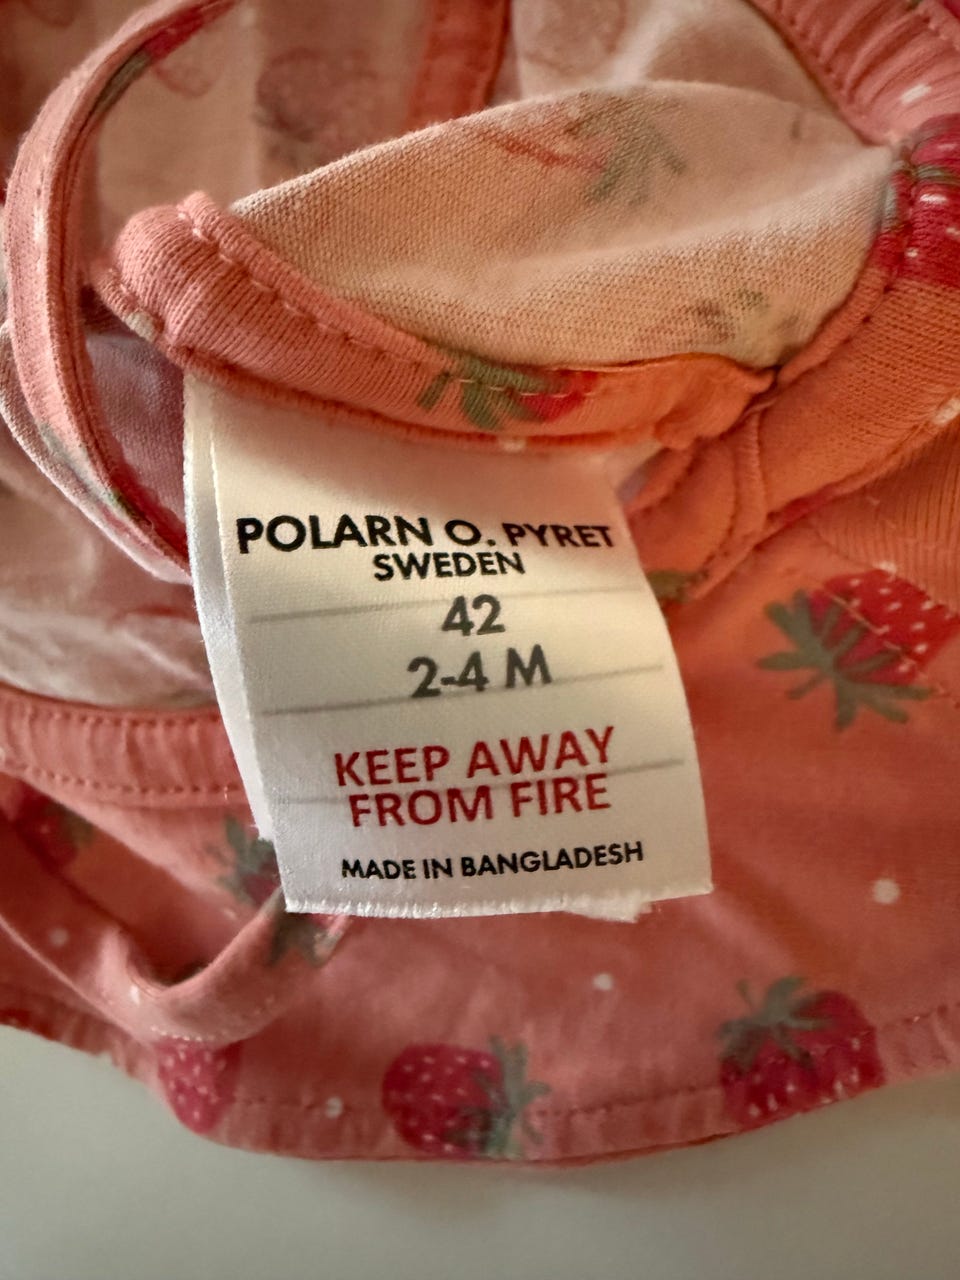 POLARN O. PYRET
SWEDEN
42
2-4 M
KEEP AWAY
FROM FIRE
MADE IN BANGLADESH